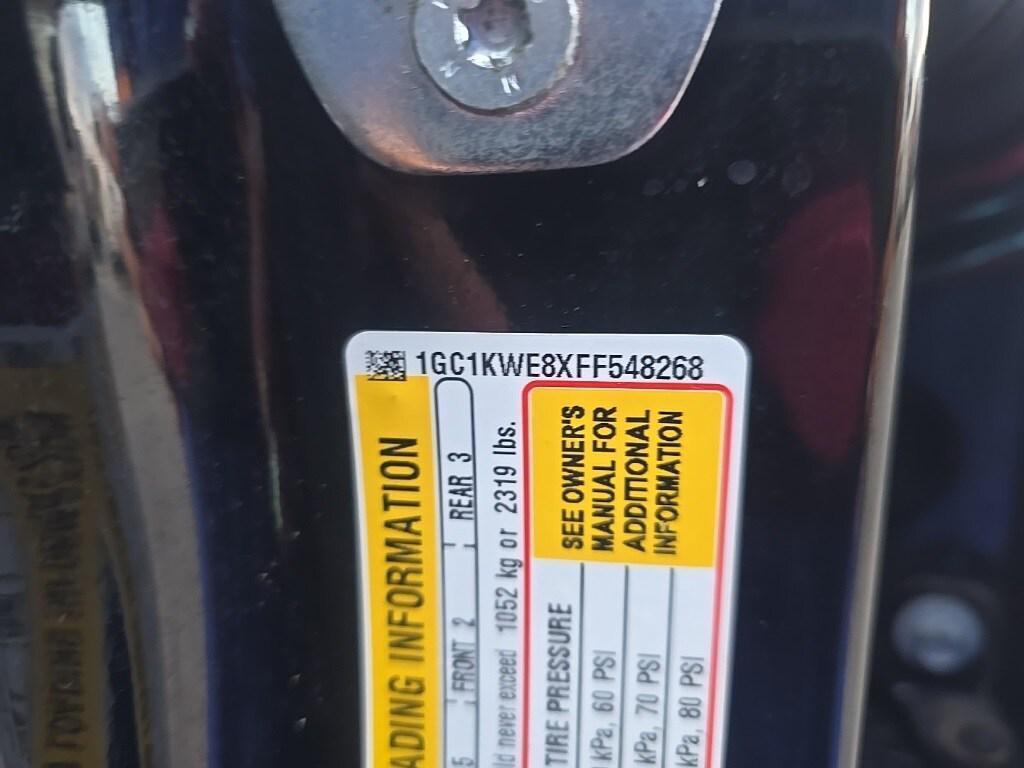 1GC1KWE8XFF548268
ADING INFORMATION
5 FRONT 2 REAR 3
ld never exceed 1052 kg or 2319 lbs.
TIRE PRESSURE
kPa, 60 PSI
kPa, 70 PSI
kPa, 80 PSI
SEE OWNER'S
MANUAL FOR
ADDITIONAL
INFORMATION